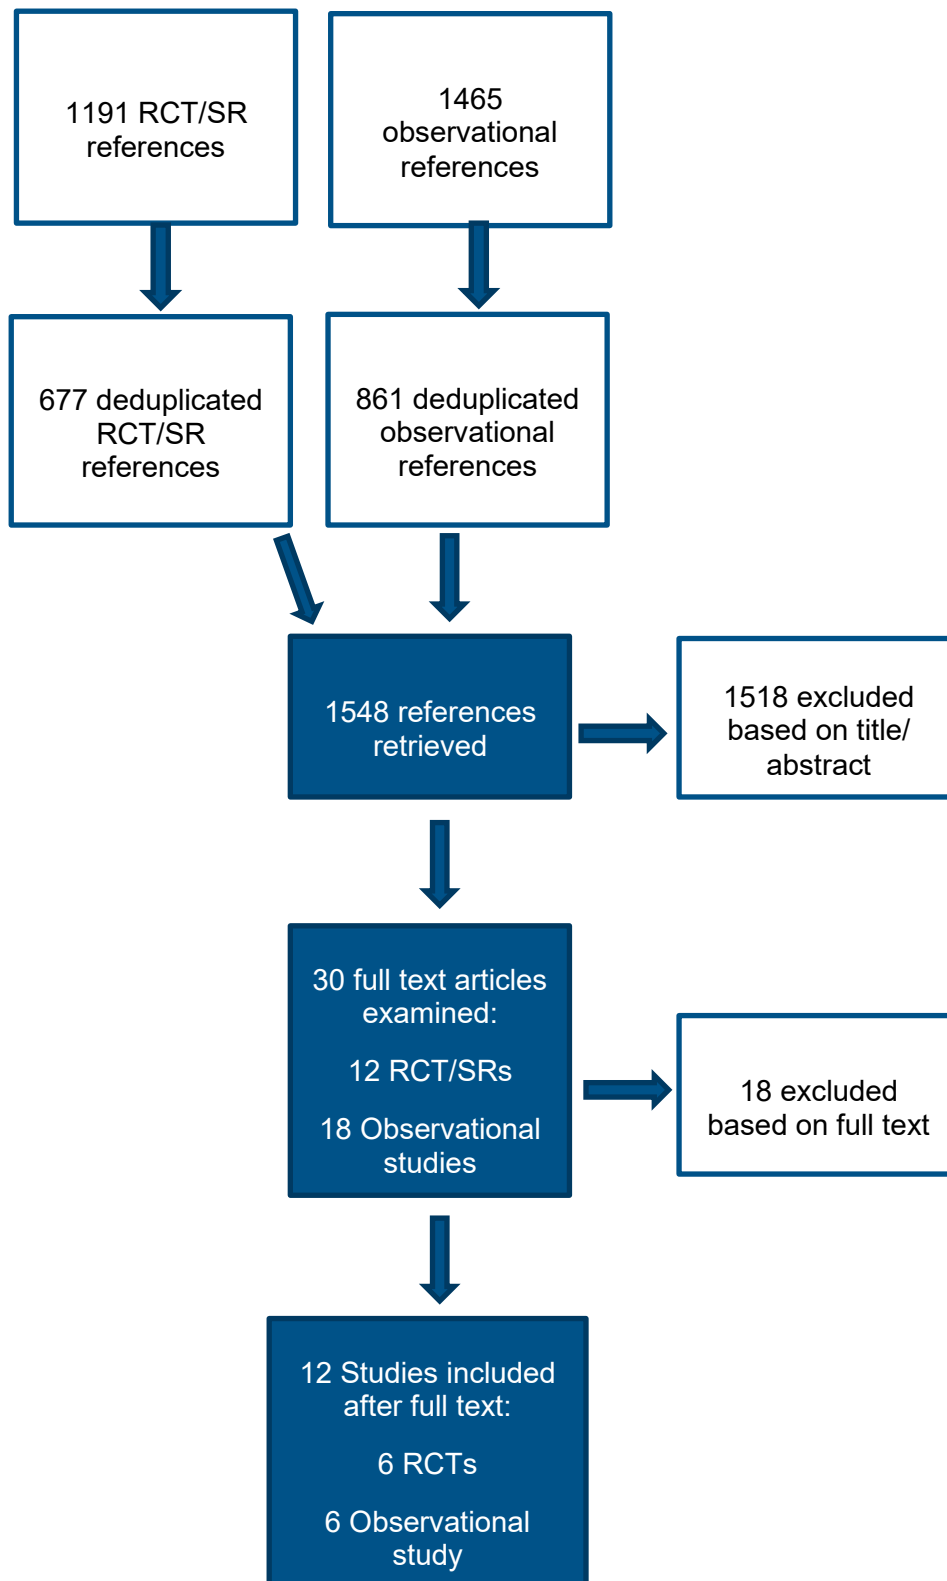 1191 RCT/SR
references
1465
observational
references
677 deduplicated
RCT/SR
references
861 deduplicated
observational
references
1548 references
retrieved
1518 excluded
based on title/
abstract
30 full text articles
examined:
12 RCT/SRs
18 Observational
studies
18 excluded
based on full text
12 Studies included
after full text:
6 RCTs
6 Observational
study